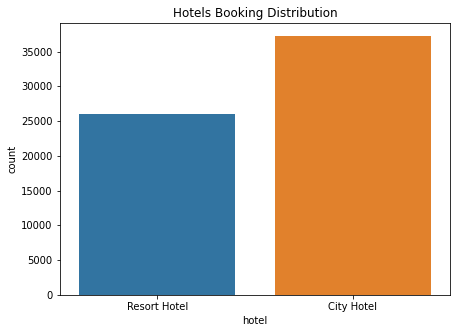 Hotels Booking Distribution
35000
30000
25000
20000
15000
10000
5000
0
count
Resort Hotel City Hotel
hotel